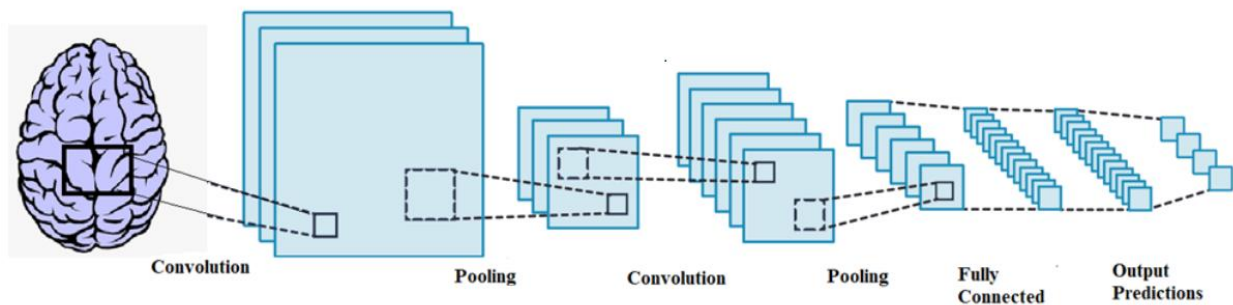 Convolution
Pooling
Convolution
Pooling
Fully
Connected
Output
Predictions